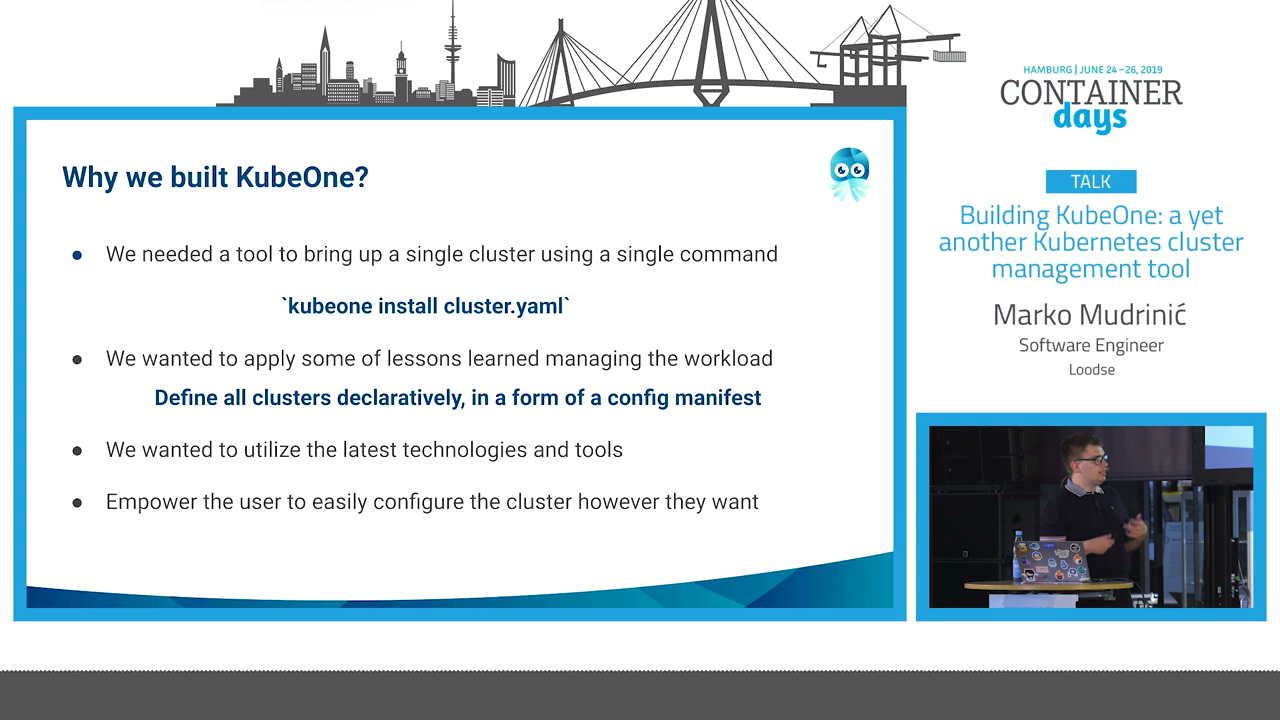 HAMBURG | JUNE 24 – 26, 2019
CONTAINER
days
TALK
Building KubeOne: a yet
another Kubernetes cluster
management tool
Marko Mudrinić
Software Engineer
Loodse
Why we built KubeOne?
● We needed a tool to bring up a single cluster using a single command
`kubeone install cluster.yaml`
● We wanted to apply some of lessons learned managing the workload
Define all clusters declaratively, in a form of a config manifest
● We wanted to utilize the latest technologies and tools
● Empower the user to easily configure the cluster however they want